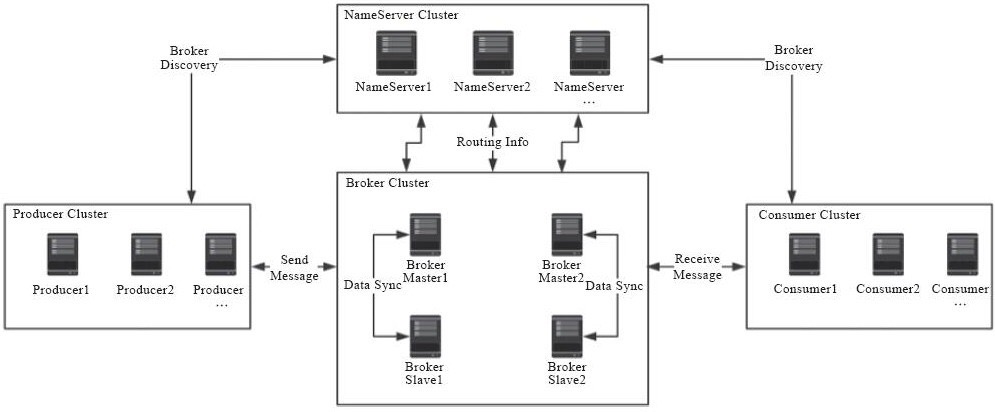 NameServer Cluster
NameServer1
NameServer2
NameServer
...
Broker
Discovery
Broker
Discovery
Routing Info
Broker Cluster
Producer Cluster
Producer1
Producer2
Producer
...
Send
Message
Broker
Master1
Broker
Master2
Data Sync
Data Sync
Broker
Slave1
Broker
Slave2
Receive
Message
Consumer Cluster
Consumer1
Consumer2
Consumer
...